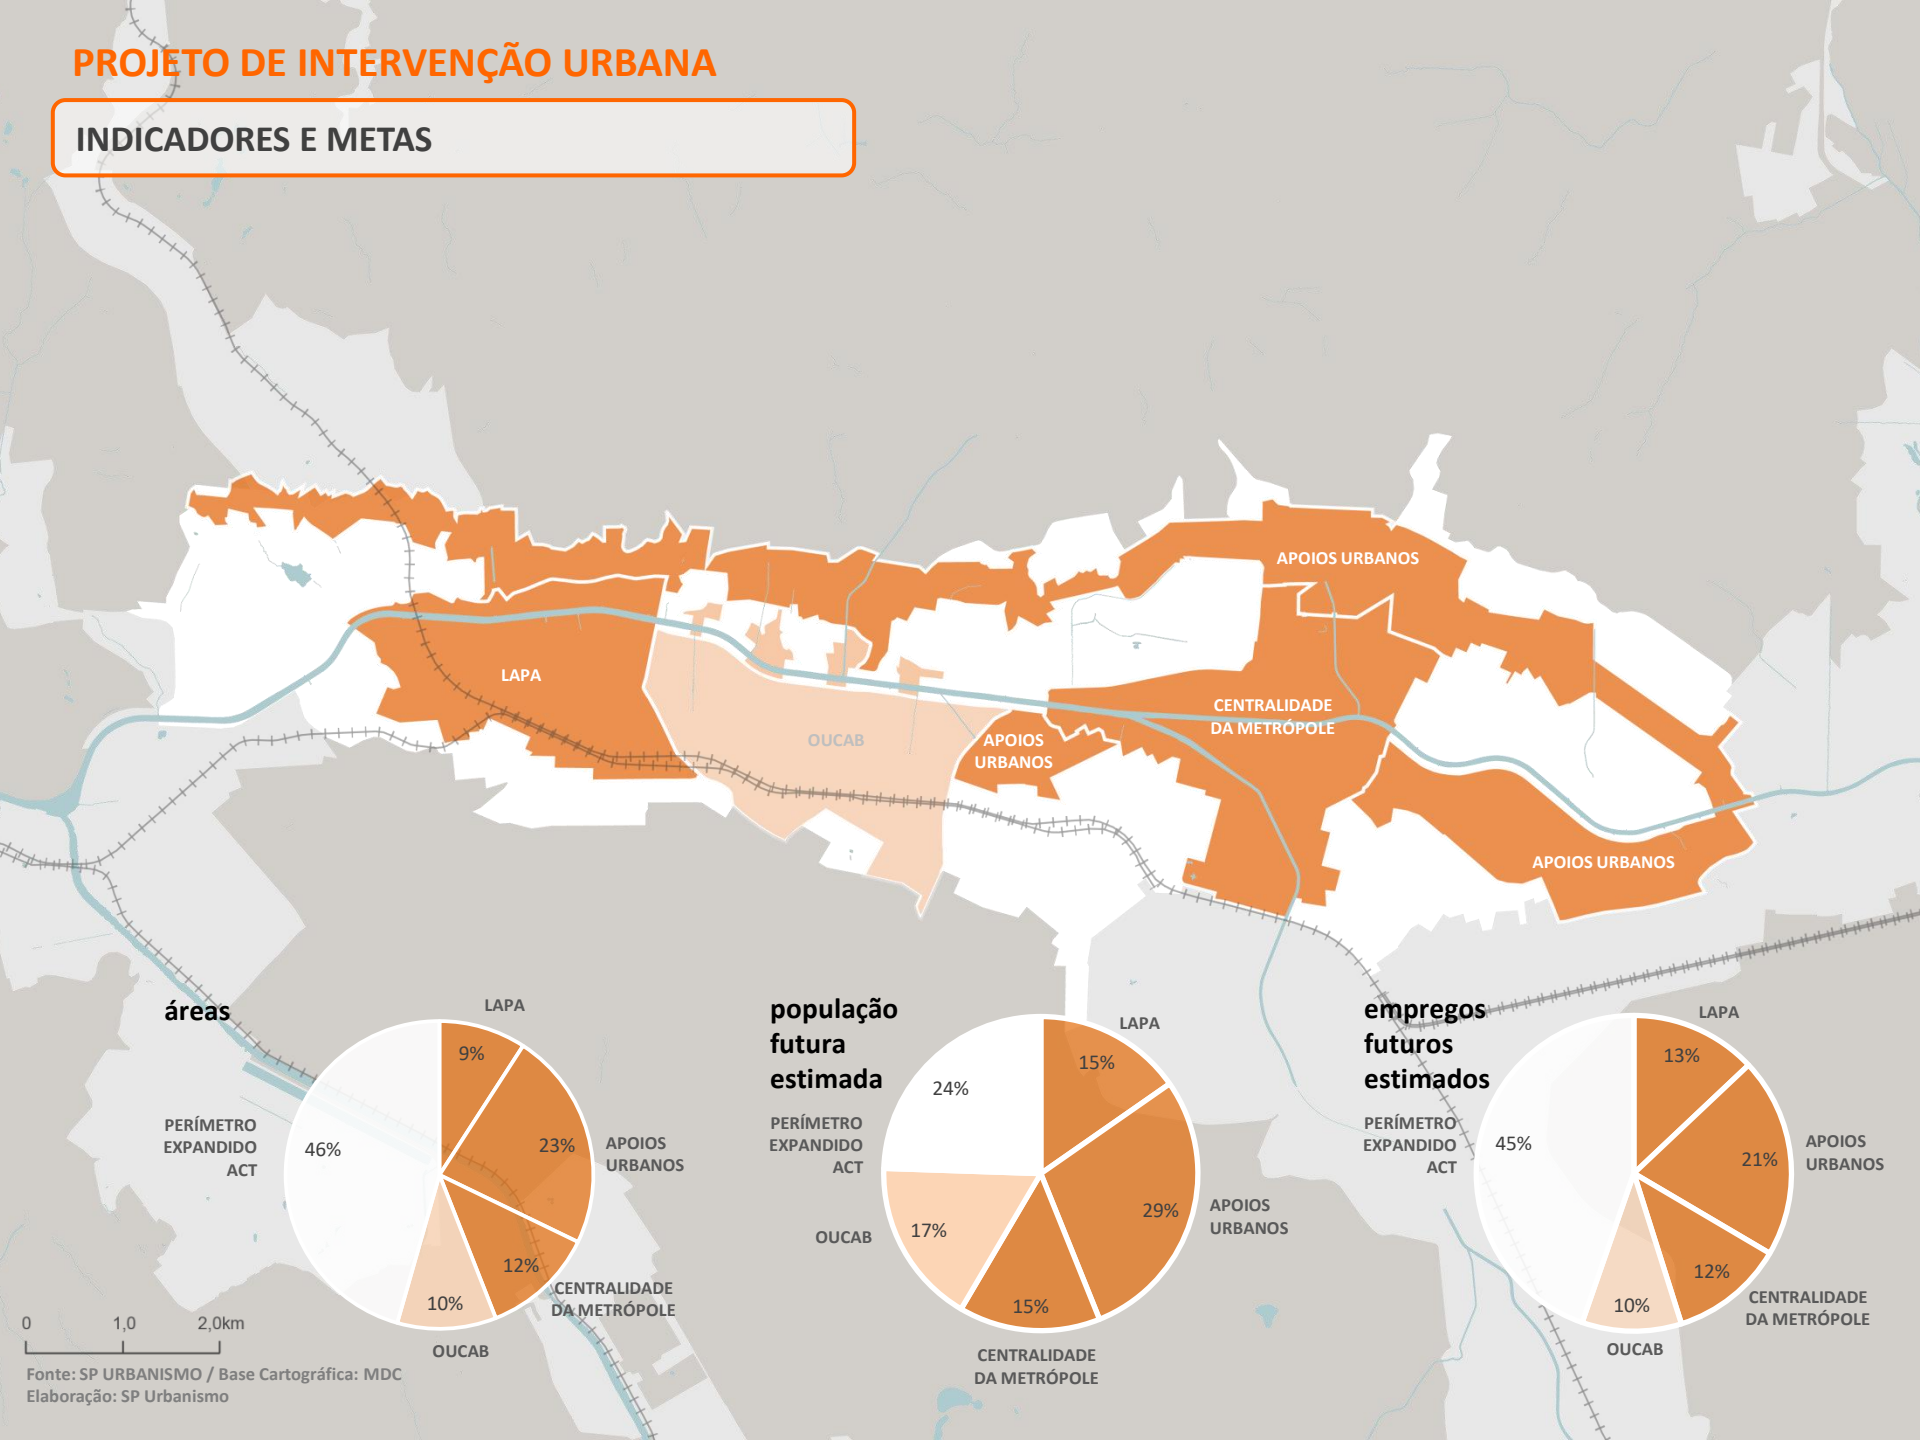 PROJETO DE INTERVENÇÃO URBANA
INDICADORES E METAS
APOIOS URBANOS
LAPA
CENTRALIDADE
DA METRÓPOLE
OUCAB
APOIOS
URBANOS
APOIOS URBANOS
áreas
LAPA
9%
23%
APOIOS
URBANOS
12%
CENTRALIDADE
DA METRÓPOLE
10%
OUCAB
46%
PERÍMETRO
EXPANDIDO
ACT
população
futura
estimada
LAPA
15%
29%
APOIOS
URBANOS
15%
CENTRALIDADE
DA METRÓPOLE
17%
OUCAB
24%
PERÍMETRO
EXPANDIDO
ACT
empregos
futuros
estimados
LAPA
13%
21%
APOIOS
URBANOS
12%
CENTRALIDADE
DA METRÓPOLE
10%
OUCAB
45%
PERÍMETRO
EXPANDIDO
ACT
0 1,0 2,0km
Fonte: SP URBANISMO / Base Cartográfica: MDC
Elaboração: SP Urbanismo